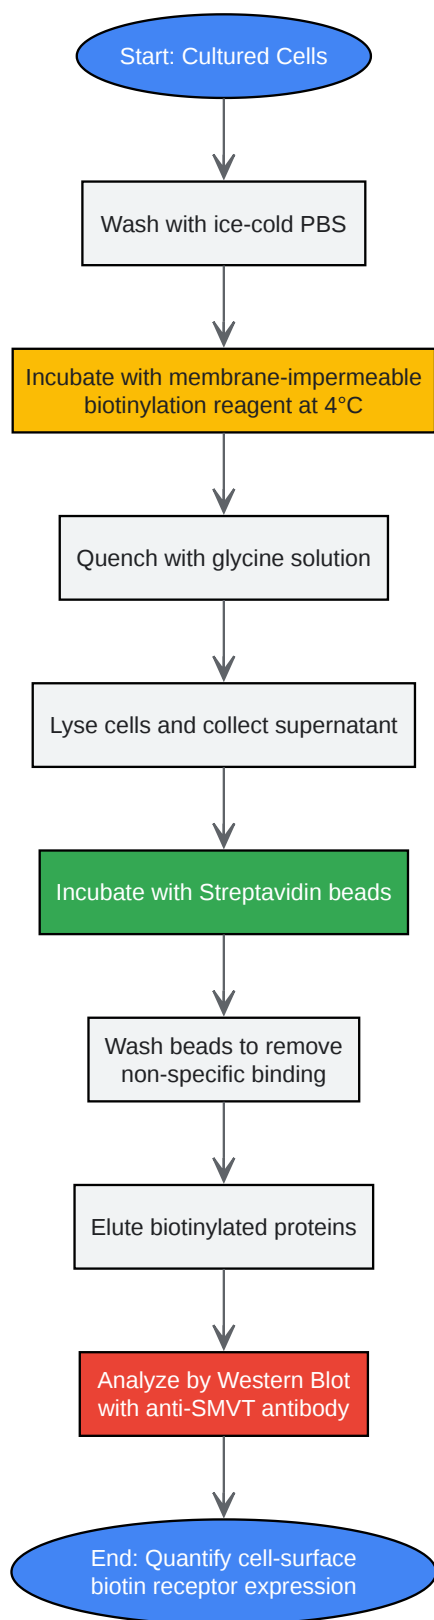 Start: Cultured Cells
Wash with ice-cold PBS
Incubate with membrane-impermeable
biotinylation reagent at 4°C
Quench with glycine solution
Lyse cells and collect supernatant
Incubate with Streptavidin beads
Wash beads to remove
non-specific binding
Elute biotinylated proteins
Analyze by Western Blot
with anti-SMVT antibody
End: Quantify cell-surface
biotin receptor expression